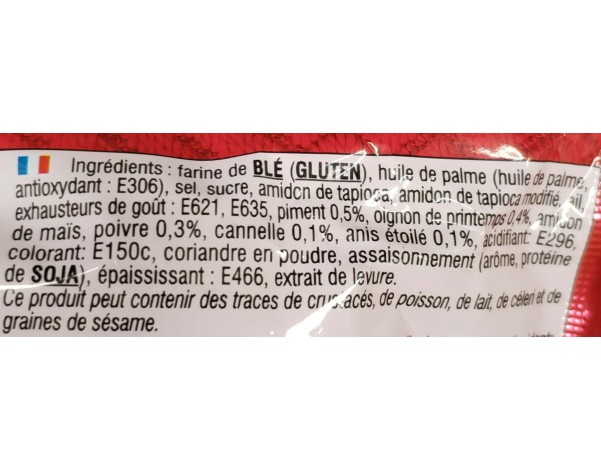 Ingrédients : farine de BLÉ (GLUTEN), huile de palme (huile de palme,
antioxydant : E306), sel, sucre, amidon de tapioca, amidon de tapioca modifié, ail,
exhausteurs de goût : E621, E635, piment 0,5%, oignon de printemps 0,4%, amidon
de maïs, poivre 0,3%, cannelle 0,1%, anis étoilé 0,1%, acidifiant: E296,
colorant: E150c, coriandre en poudre, assaisonnement (arôme, protéine
de SOJA), épaississant : E466, extrait de levure.
Ce produit peut contenir des traces de crustacés, de poisson, de lait, de céleri et de
graines de sésame.